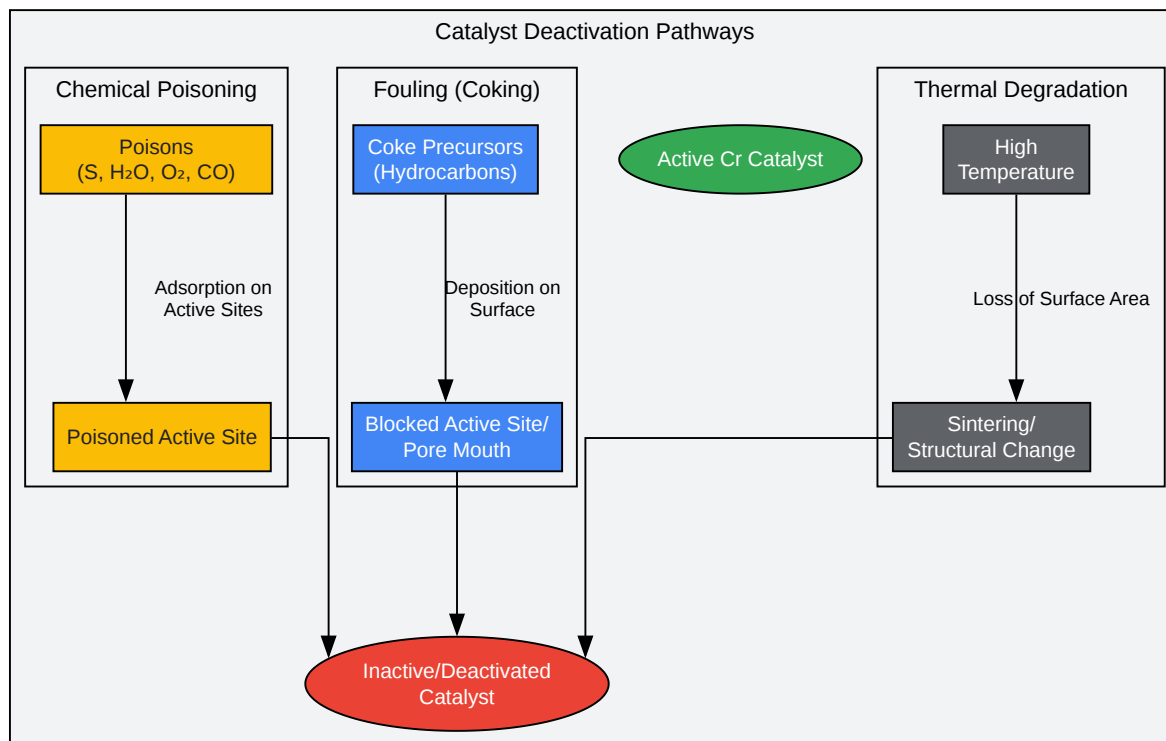 Catalyst Deactivation Pathways
Chemical Poisoning
Poisons
(S, H₂O, O₂, CO)
Adsorption on
Active Sites
Poisoned Active Site
Fouling (Coking)
Coke Precursors
(Hydrocarbons)
Deposition on
Surface
Blocked Active Site/
Pore Mouth
Active Cr Catalyst
Thermal Degradation
High
Temperature
Loss of Surface Area
Sintering/
Structural Change
Inactive/Deactivated
Catalyst